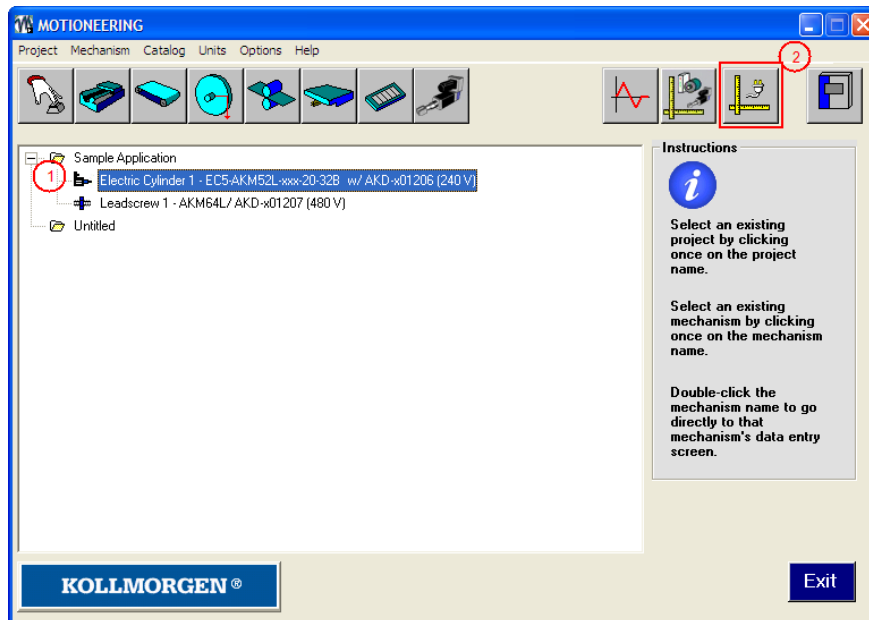 MOTIONEERING
Project Mechanism Catalog Units Options Help
2
Sample Application
1
Electric Cylinder 1 - EC5-AKM52L-xxx-20-32B w/ AKD-x01206 (240 V)
Leadscrew 1 - AKM64L/ AKD-x01207 (480 V)
Untitled
Instructions
i
Select an existing
project by clicking
once on the project
name.
Select an existing
mechanism by clicking
once on the mechanism
name.
Double-click the
mechanism name to go
directly to that
mechanism's data entry
screen.
KOLLMORGEN ®
Exit